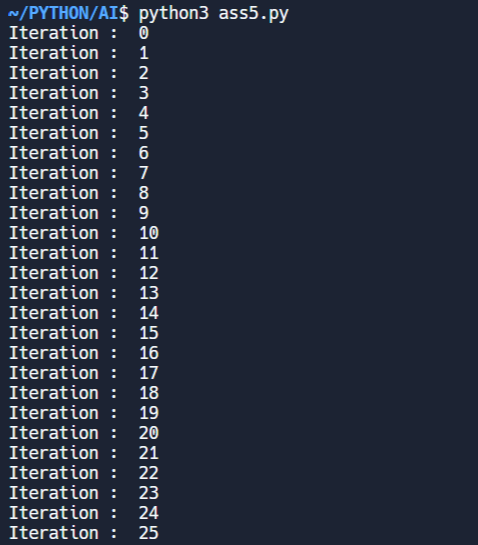 ~/PYTHON/AI$ python3 ass5.py
Iteration :  0
Iteration :  1
Iteration :  2
Iteration :  3
Iteration :  4
Iteration :  5
Iteration :  6
Iteration :  7
Iteration :  8
Iteration :  9
Iteration :  10
Iteration :  11
Iteration :  12
Iteration :  13
Iteration :  14
Iteration :  15
Iteration :  16
Iteration :  17
Iteration :  18
Iteration :  19
Iteration :  20
Iteration :  21
Iteration :  22
Iteration :  23
Iteration :  24
Iteration :  25